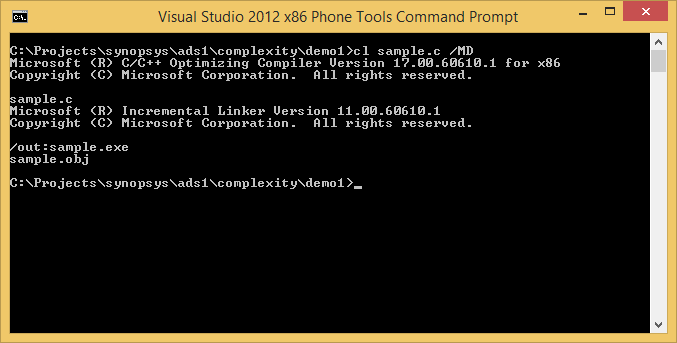 Visual Studio 2012 x86 Phone Tools Command Prompt
C:\Projects\synopsys\ads1\complexity\demo1>cl sample.c /MD
Microsoft (R) C/C++ Optimizing Compiler Version 17.00.60610.1 for x86
Copyright (C) Microsoft Corporation.  All rights reserved.
sample.c
Microsoft (R) Incremental Linker Version 11.00.60610.1
Copyright (C) Microsoft Corporation.  All rights reserved.
/out:sample.exe
sample.obj
C:\Projects\synopsys\ads1\complexity\demo1>_